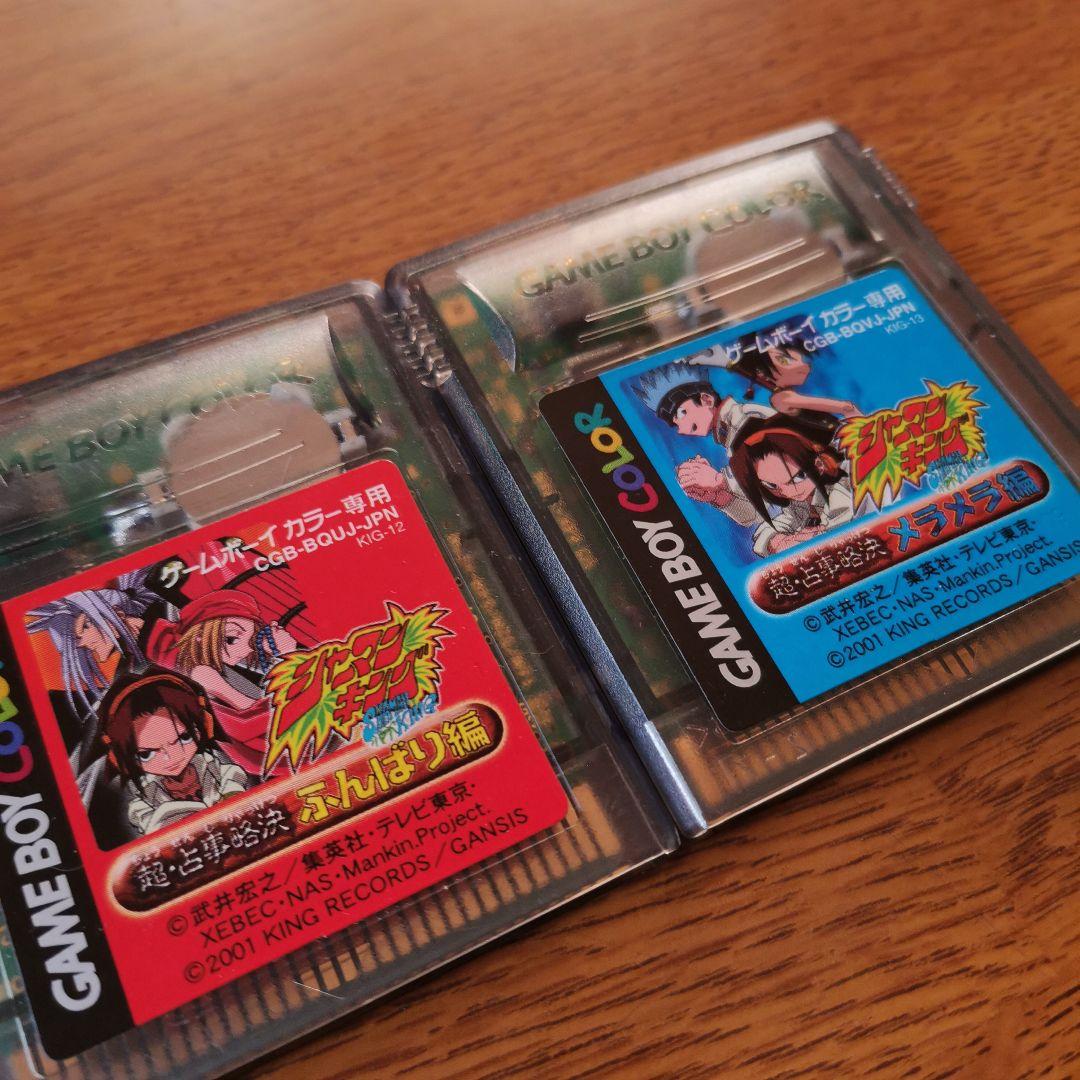 GAME BOY COLOR
ゲームボーイ カラー専用
CGB-BQUJ-JPN
KIG-12
シャーマンキング
超・占事略決 ふんばり編
©武井宏之／集英社・テレビ東京・
XEBEC・NAS・Mankin.Project.
©2001 KING RECORDS／GANSIS
GAME BOY COLOR
GAME BOY COLOR
ゲームボーイ カラー専用
CGB-BQVJ-JPN
KIG-13
シャーマンキング
超・占事略決 メラメラ編
©武井宏之／集英社・テレビ東京・
XEBEC・NAS・Mankin.Project.
©2001 KING RECORDS／GANSIS
GAME BOY COLOR